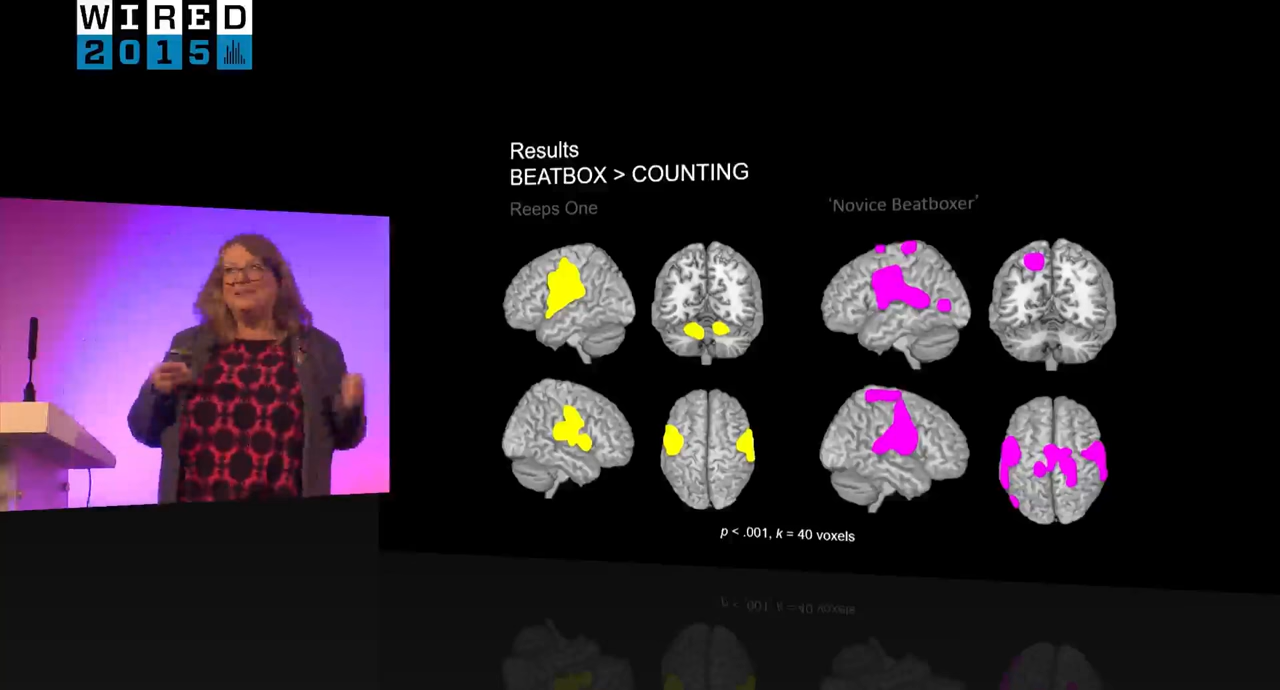 WIRED
2015
Results
BEATBOX > COUNTING
Reeps One
'Novice Beatboxer'
p < .001, k = 40 voxels